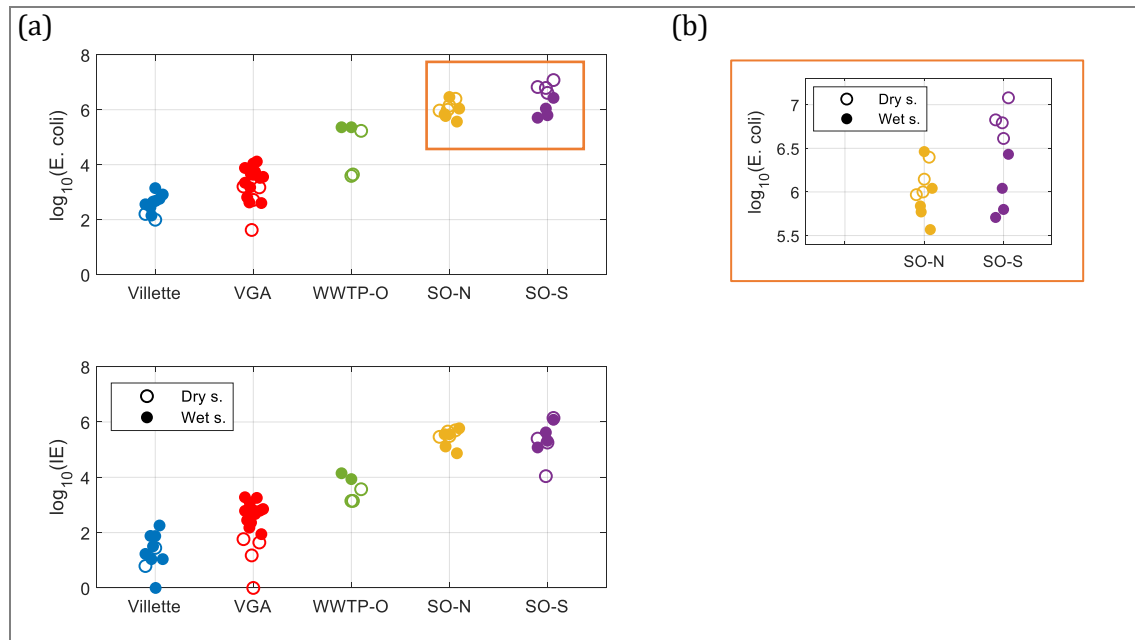 (a)
8
6
4
2
0
log10(E. coli)
Villette VGA WWTP-O SO-N SO-S
8
6
4
2
0
log10(IE)
Dry s.
Wet s.
Villette VGA WWTP-O SO-N SO-S
(b)
7
6.5
6
5.5
log10(E. coli)
Dry s.
Wet s.
SO-N SO-S